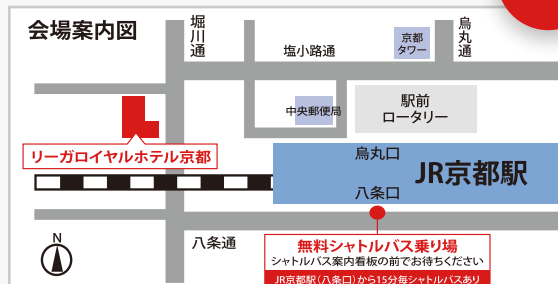 会場案内図
堀川通
塩小路通
京都
タワー
烏丸通
中央郵便局
駅前
ロータリー
リーガロイヤルホテル京都
烏丸口
JR京都駅
八条口
N
八条通
無料シャトルバス乗り場
シャトルバス案内看板の前でお待ちください
JR京都駅(八条口)から15分毎シャトルバスあり